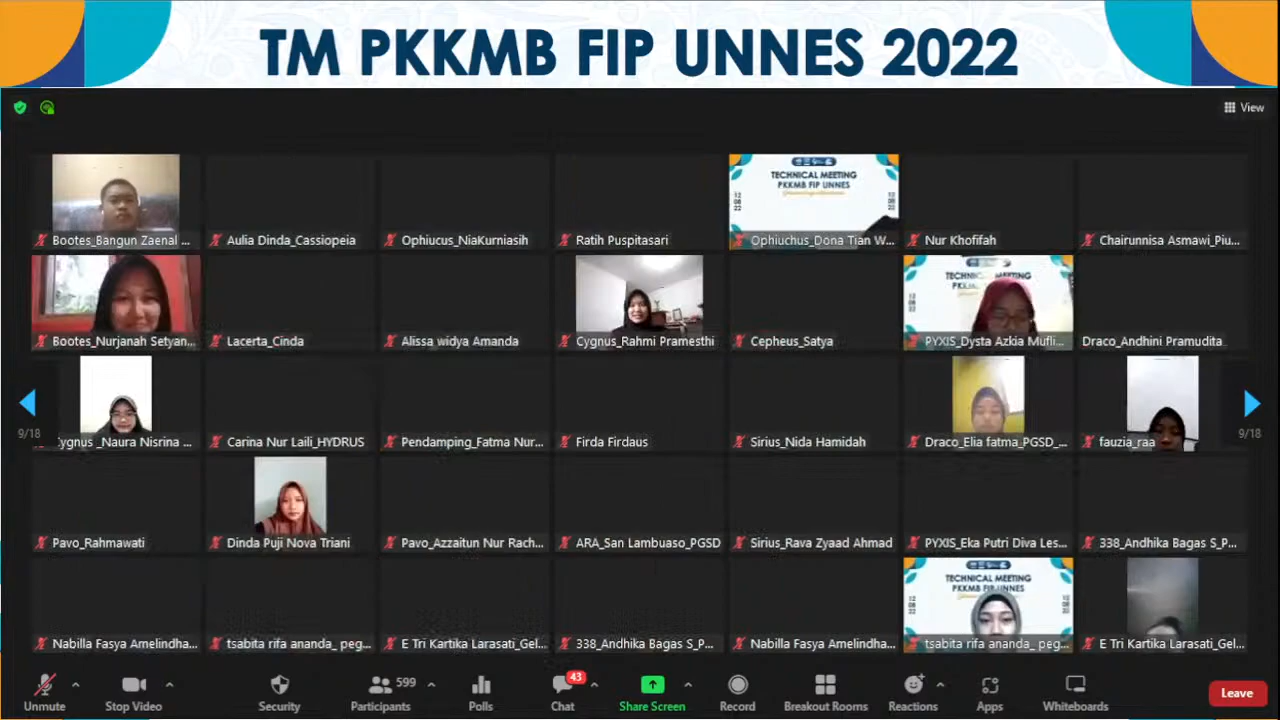 TM PKKMB FIP UNNES 2022
View
TECHNICAL MEETING
PKKMB FIP UNNES
12
08
22
Bootes_Bangun Zaenal ...
Aulia Dinda_Cassiopeia
Ophiucus_NiaKurniasih
Ratih Puspitasari
Ophiuchus_Dona Tian W...
Nur Khofifah
Chairunnisa Asmawi_Piu...
TECHNICAL MEETING
Bootes_Nurjanah Setyan...
Lacerta_Cinda
Alissa widya Amanda
Cygnus_Rahmi Pramesthi
Cepheus_Satya
PYXIS_Dysta Azkia Mufli...
Draco_Andhini Pramudita
9/18
9/18
Cygnus _Naura Nisrina ...
Carina Nur Laili_HYDRUS
Pendamping_Fatma Nur...
Firda Firdaus
Sirius_Nida Hamidah
Draco_Elia fatma_PGSD_...
fauzia_raa
Pavo_Rahmawati
Dinda Puji Nova Triani
Pavo_Azzaitun Nur Rach...
ARA_San Lambuaso_PGSD
Sirius_Rava Zyaad Ahmad
PYXIS_Eka Putri Diva Les...
338_Andhika Bagas S_P...
TECHNICAL MEETING
PKKMB FIP UNNES
Nabilla Fasya Amelindha...
tsabita rifa ananda_ peg...
E Tri Kartika Larasati_Gel...
338_Andhika Bagas S_P...
Nabilla Fasya Amelindha...
tsabita rifa ananda_ peg...
E Tri Kartika Larasati_Gel...
599
43
Unmute
Stop Video
Security
Participants
Polls
Chat
Share Screen
Record
Breakout Rooms
Reactions
Apps
Whiteboards
Leave